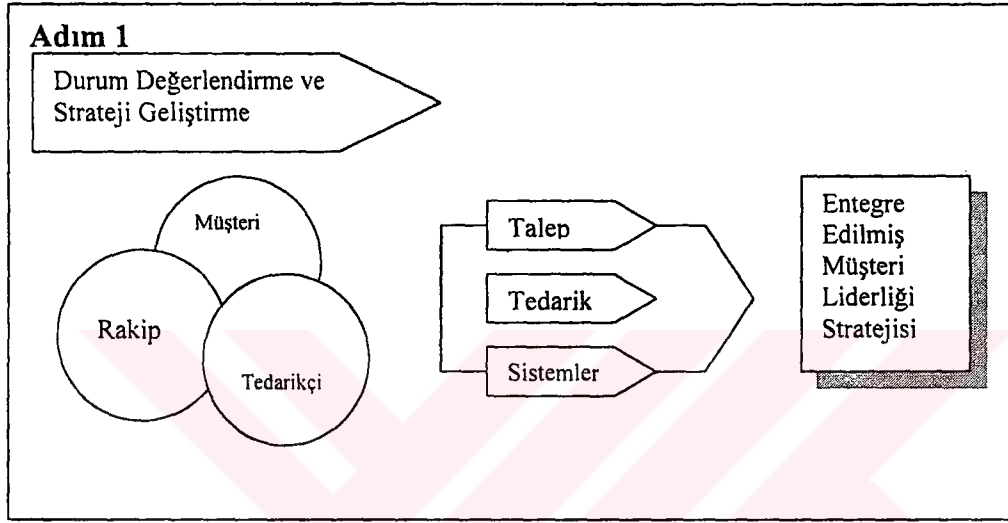 Adım 1
Durum Değerlendirme ve
Strateji Geliştirme
Müşteri
Rakip
Tedarikçi
Talep
Tedarik
Sistemler
Entegre
Edilmiş
Müşteri
Liderliği
Stratejisi